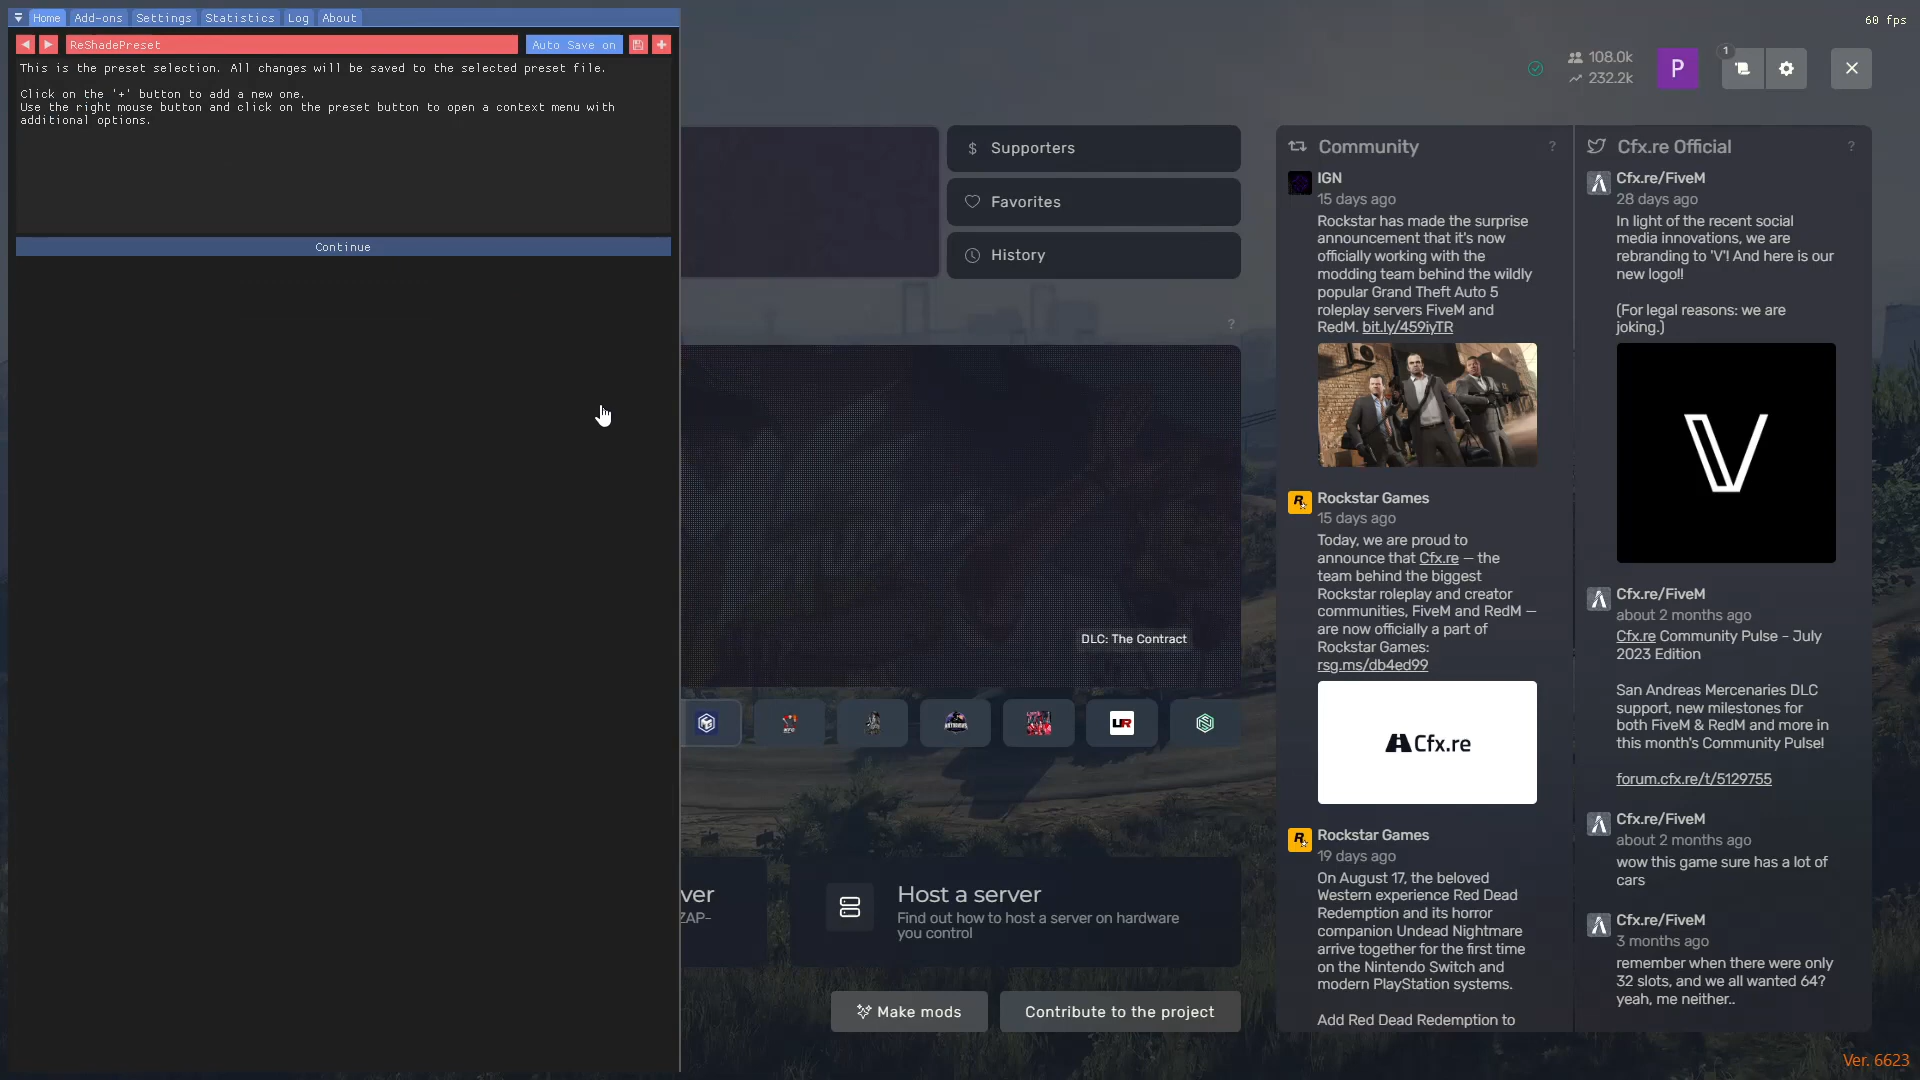 Home Add-ons Settings Statistics Log About
60 fps
ReShadePreset
Auto Save on
This is the preset selection. All changes will be saved to the selected preset file.
Click on the '+' button to add a new one.
Use the right mouse button and click on the preset button to open a context menu with
additional options.
Continue
108.0k
232.2k
P
1
$ Supporters
Favorites
History
?
DLC: The Contract
UR
ver
ZAP-
Host a server
Find out how to host a server on hardware
you control
Make mods
Contribute to the project
Community ?
IGN
15 days ago
Rockstar has made the surprise
announcement that it's now
officially working with the
modding team behind the wildly
popular Grand Theft Auto 5
roleplay servers FiveM and
RedM. bit.ly/459iyTR
Rockstar Games
15 days ago
Today, we are proud to
announce that Cfx.re — the
team behind the biggest
Rockstar roleplay and creator
communities, FiveM and RedM —
are now officially a part of
Rockstar Games:
rsg.ms/db4ed99
Cfx.re
Rockstar Games
19 days ago
On August 17, the beloved
Western experience Red Dead
Redemption and its horror
companion Undead Nightmare
arrive together for the first time
on the Nintendo Switch and
modern PlayStation systems.
Add Red Dead Redemption to
Cfx.re Official ?
Cfx.re/FiveM
28 days ago
In light of the recent social
media innovations, we are
rebranding to 'V'! And here is our
new logo!!
(For legal reasons: we are
joking.)
V
Cfx.re/FiveM
about 2 months ago
Cfx.re Community Pulse - July
2023 Edition
San Andreas Mercenaries DLC
support, new milestones for
both FiveM & RedM and more in
this month's Community Pulse!
forum.cfx.re/t/5129755
Cfx.re/FiveM
about 2 months ago
wow this game sure has a lot of
cars
Cfx.re/FiveM
3 months ago
remember when there were only
32 slots, and we all wanted 64?
yeah, me neither..
Ver. 6623